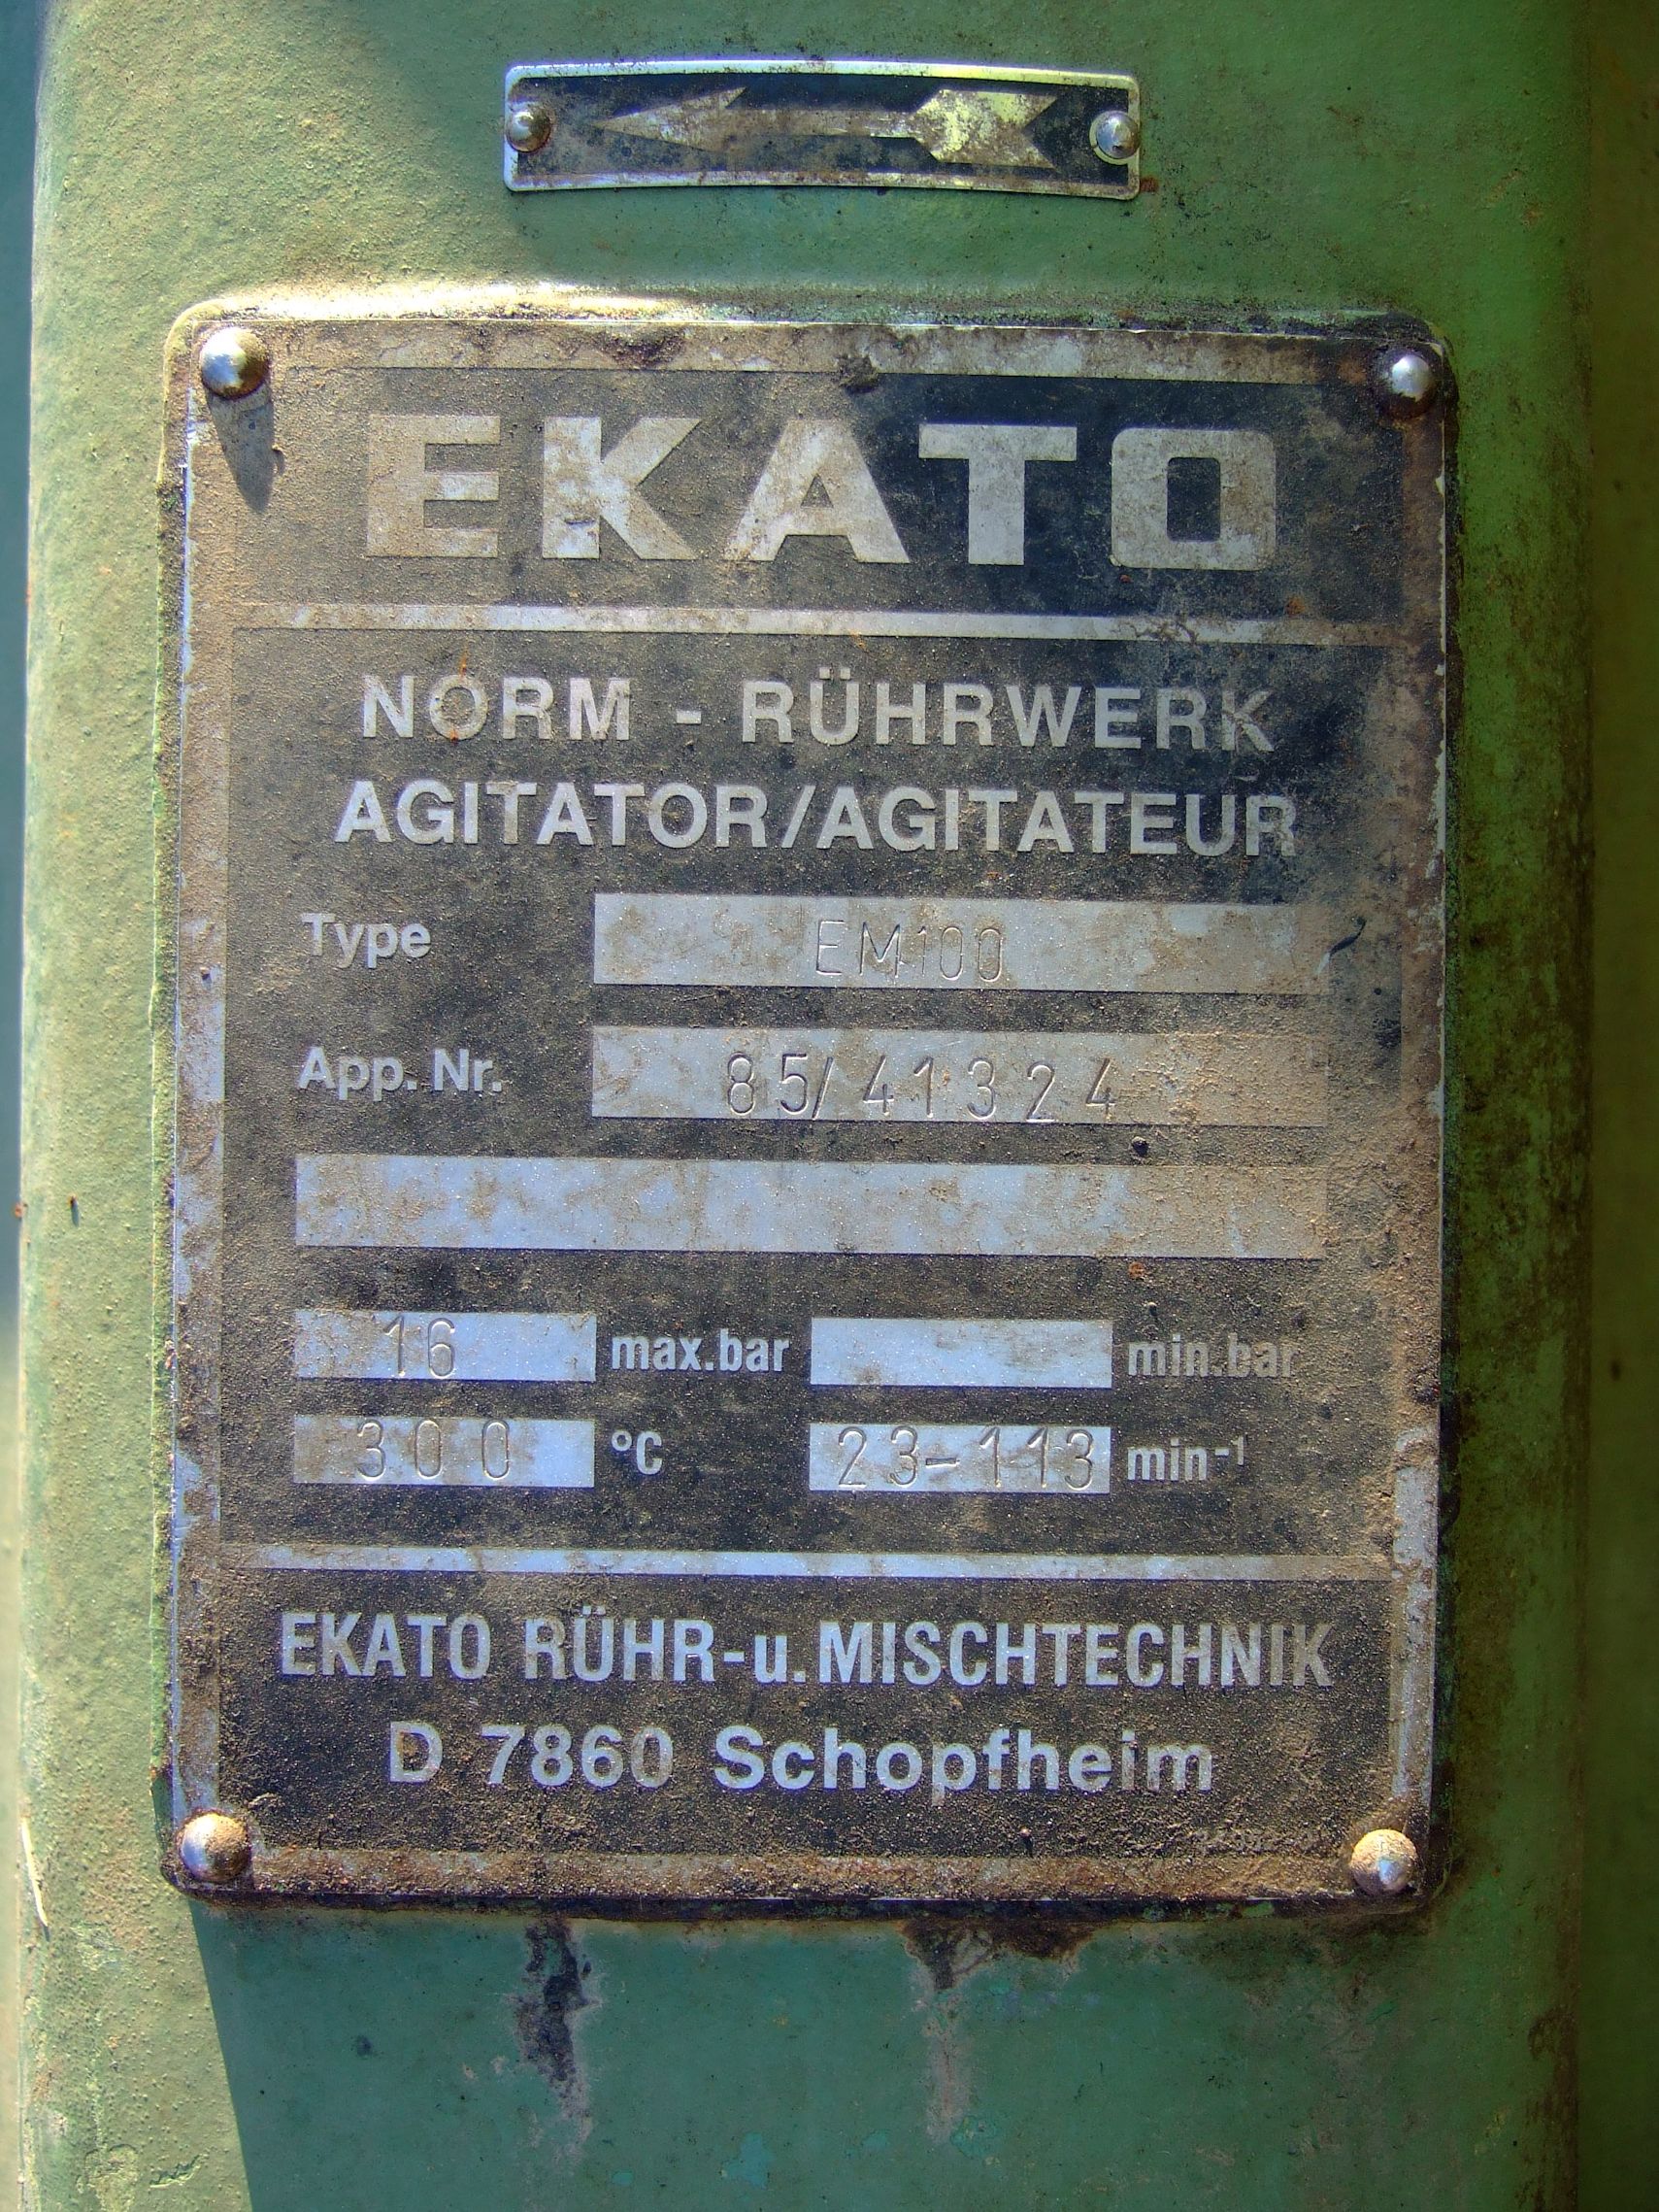 EKATO
NORM - RÜHRWERK
AGITATOR/AGITATEUR
Type EM100
App. Nr. 85/41324
16 max.bar min.bar
300 °C 23-113 min⁻¹
EKATO RÜHR-u.MISCHTECHNIK
D 7860 Schopfheim